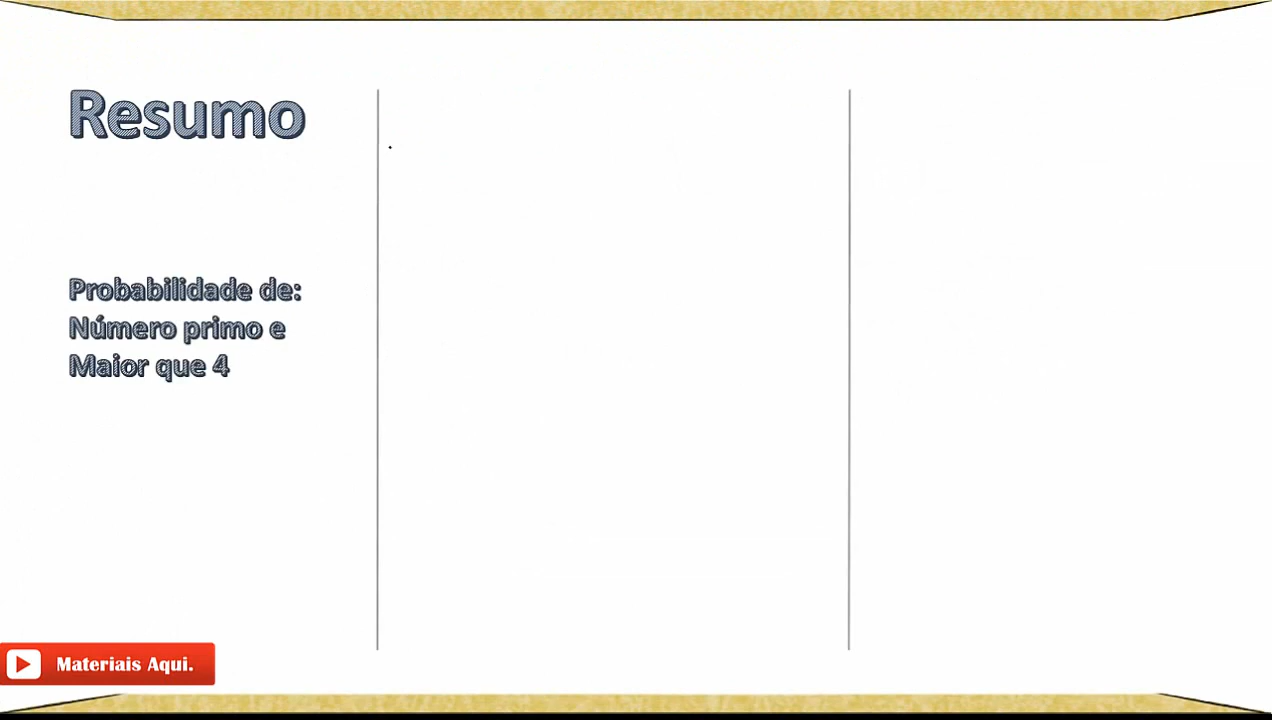 Resumo
Probabilidade de:
Número primo e
Maior que 4
Materiais Aqui.